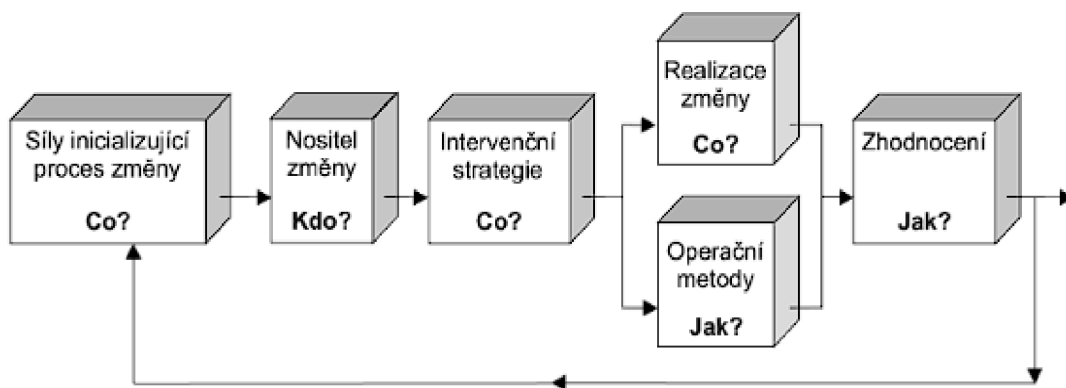 Síly inicializující
proces změny
Co?
Nositel
změny
Kdo?
Intervenční
strategie
Co?
Realizace
změny
Co?
Operační
metody
Jak?
Zhodnocení
Jak?